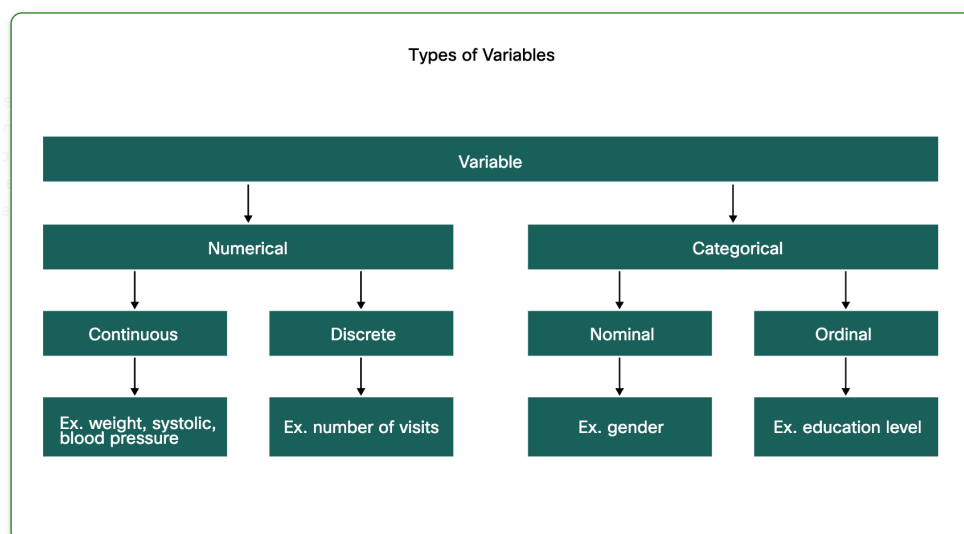 Types of Variables
Variable
Numerical
Categorical
Continuous
Discrete
Nominal
Ordinal
Ex. weight, systolic,
blood pressure
Ex. number of visits
Ex. gender
Ex. education level